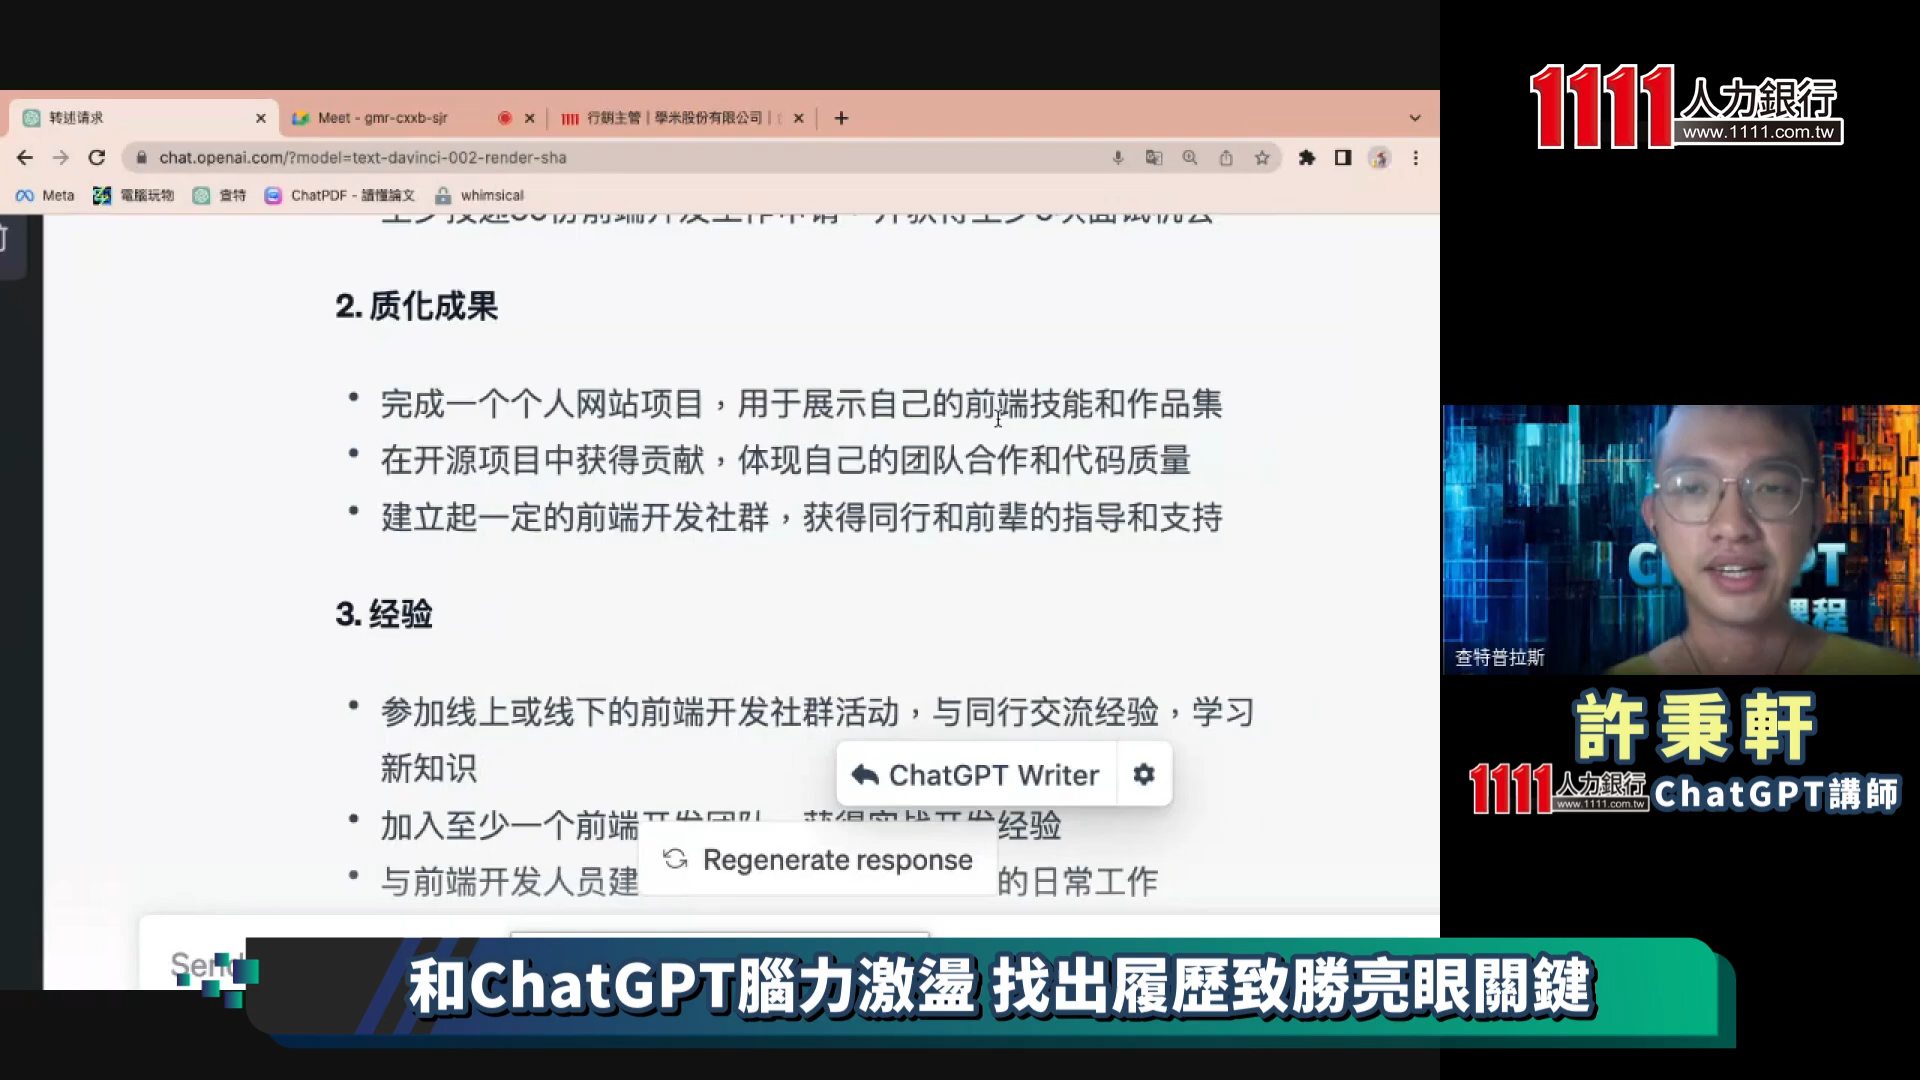 转述请求
Meet - gmr-cxxb-sjr
1111 行銷主管 | 學米股份有限公司 |
chat.openai.com/?model=text-davinci-002-render-sha
Meta
電腦玩物
查特
ChatPDF - 讀懂論文
whimsical
2. 质化成果
• 完成一个个人网站项目，用于展示自己的前端技能和作品集
• 在开源项目中获得贡献，体现自己的团队合作和代码质量
• 建立起一定的前端开发社群，获得同行和前辈的指导和支持
3. 经验
• 参加线上或线下的前端开发社群活动，与同行交流经验，学习
新知识
ChatGPT Writer
• 加入至少一个前端开发团队，获得实战开发经验
Regenerate response
• 与前端开发人员建
的日常工作
Send
和ChatGPT腦力激盪 找出履歷致勝亮眼關鍵
1111人力銀行
www.1111.com.tw
課程
查特普拉斯
許秉軒
1111人力銀行
www.1111.com.tw
ChatGPT講師